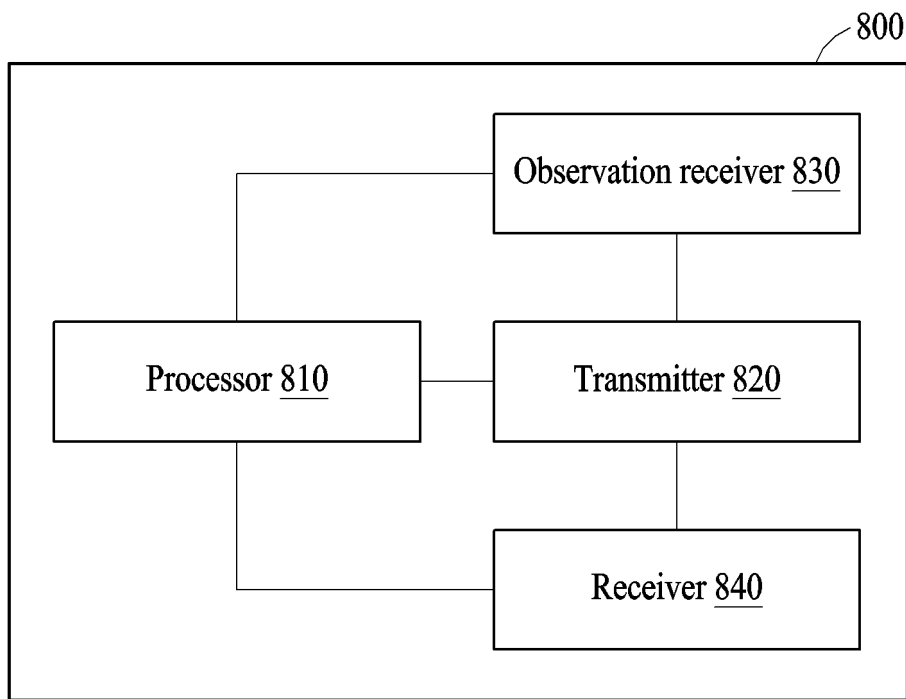 800
Observation receiver 830
Processor 810
Transmitter 820
Receiver 840